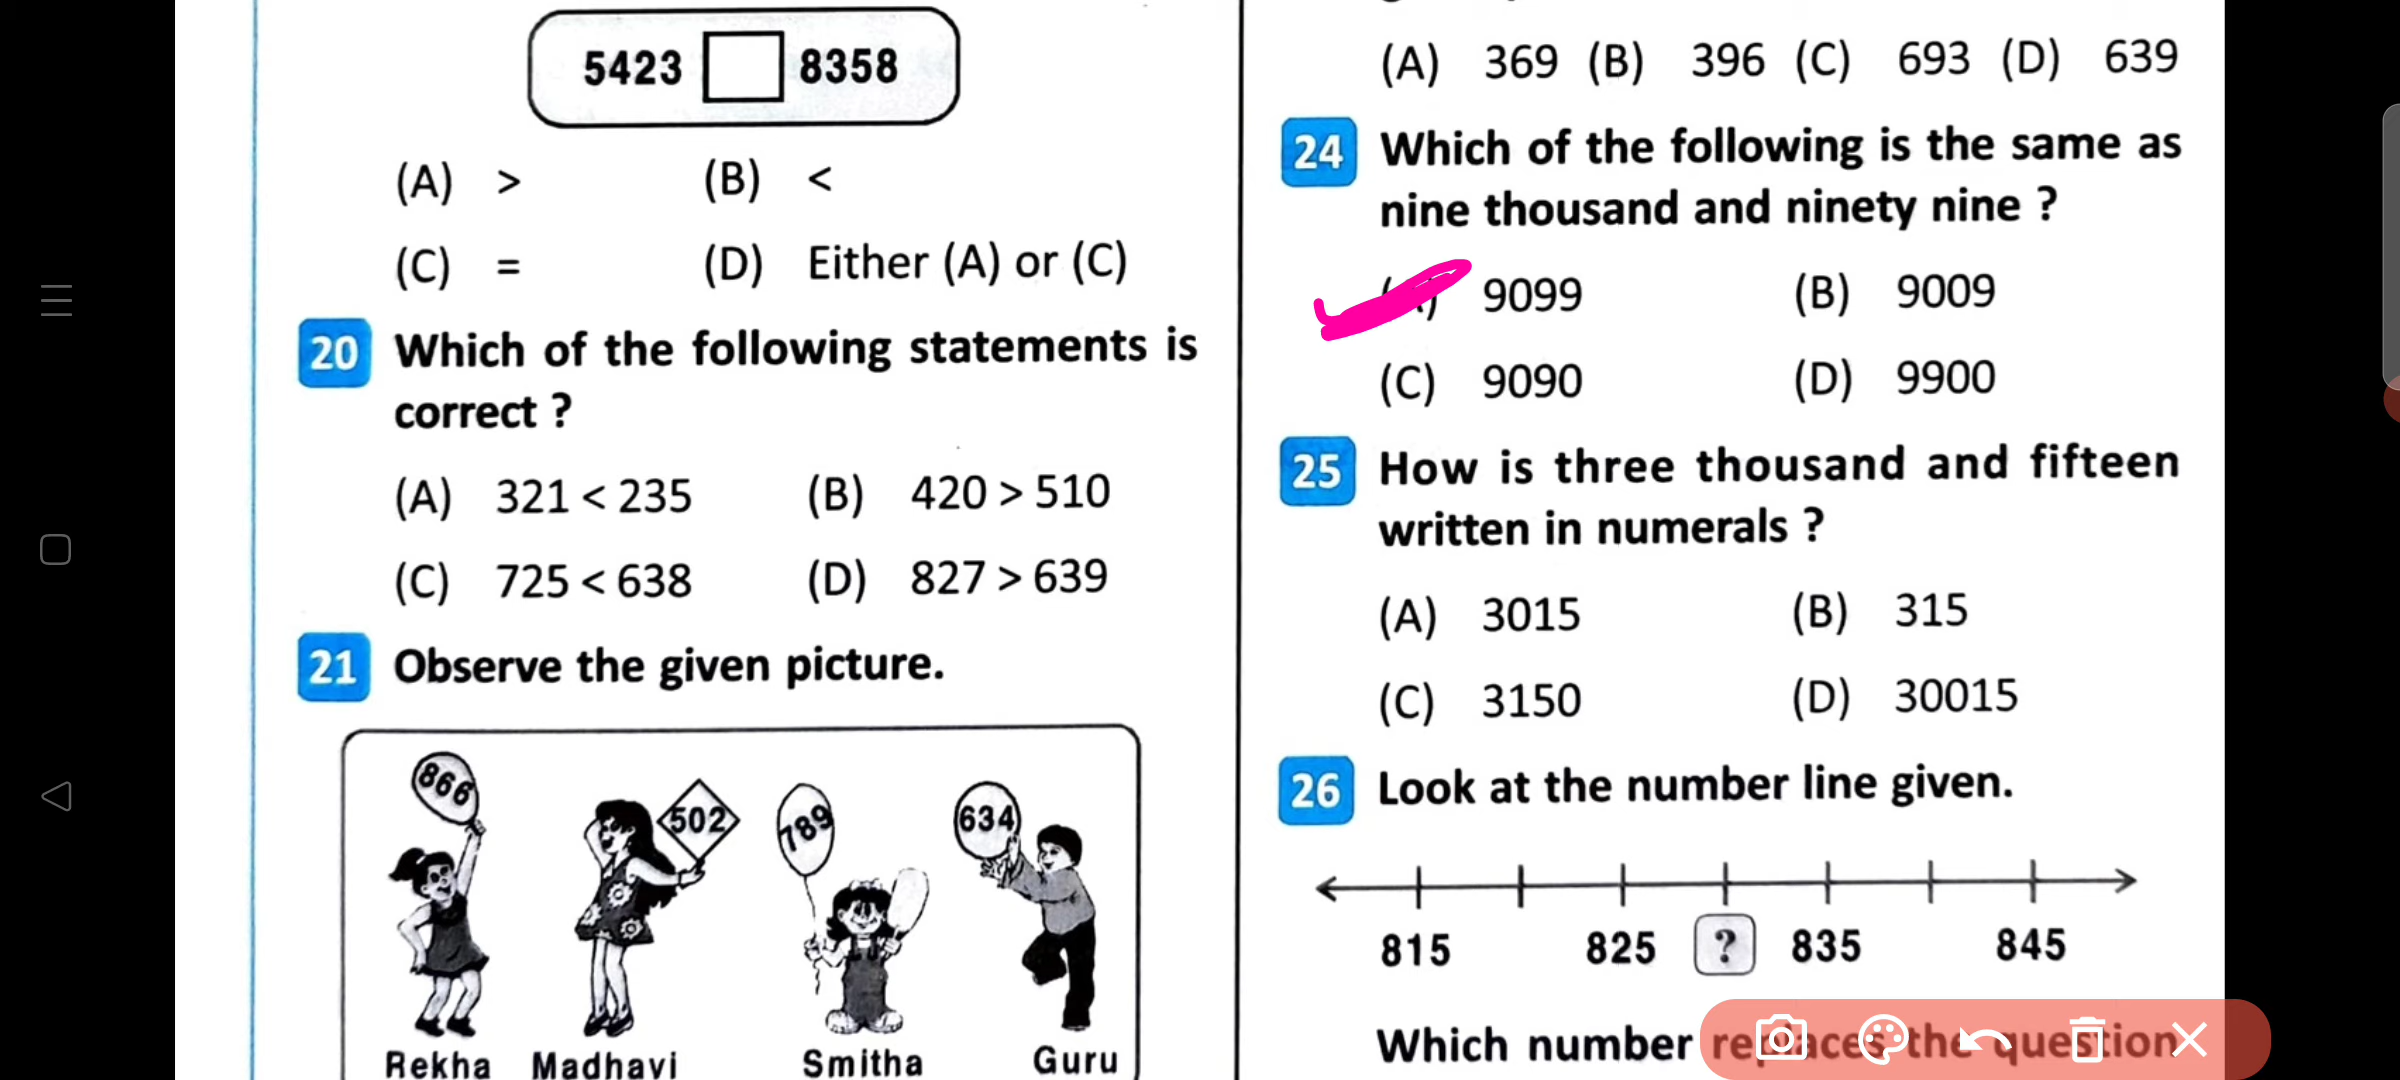 5423 8358
(A) > (B) <
(C) = (D) Either (A) or (C)
20 Which of the following statements is
correct ?
(A) 321 < 235 (B) 420 > 510
(C) 725 < 638 (D) 827 > 639
21 Observe the given picture.
866 502 789 634
Rekha Madhavi Smitha Guru
(A) 369 (B) 396 (C) 693 (D) 639
24 Which of the following is the same as
nine thousand and ninety nine ?
9099 (B) 9009
(C) 9090 (D) 9900
25 How is three thousand and fifteen
written in numerals ?
(A) 3015 (B) 315
(C) 3150 (D) 30015
26 Look at the number line given.
815 825 ? 835 845
Which number replaces the question